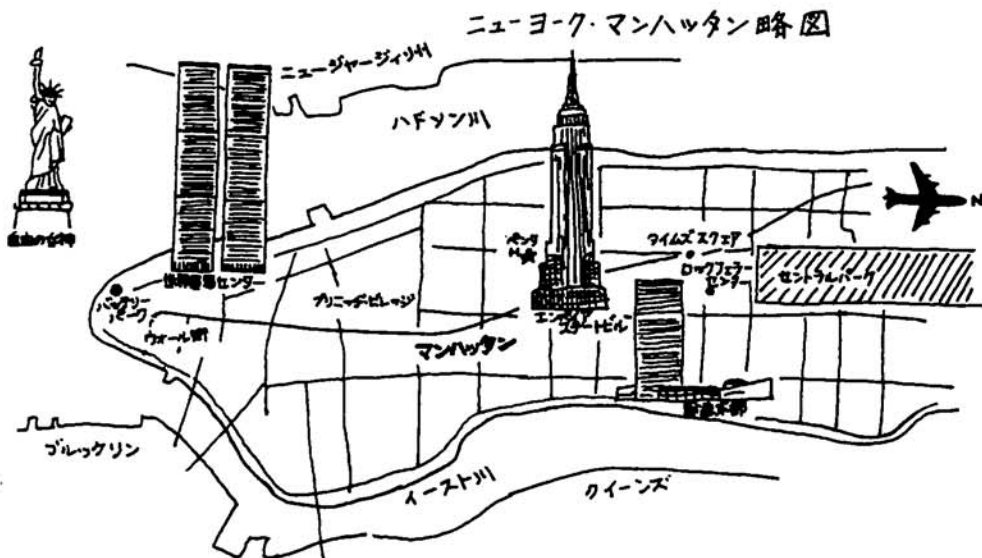 ニューヨーク・マンハッタン略図
ニュージャージィリ州
ハドソン川
自由の女神
世界貿易センター
ペンタ
H
タイムズスクェア
ロックフェラー
センター
セントラルパーク
N
バッテリー
パーク
グリニッチ・ビレッジ
エンパイア
ステートビル
ウォール街
マンハッタン
国連本部
ブルックリン
イースト川
クイーンズ